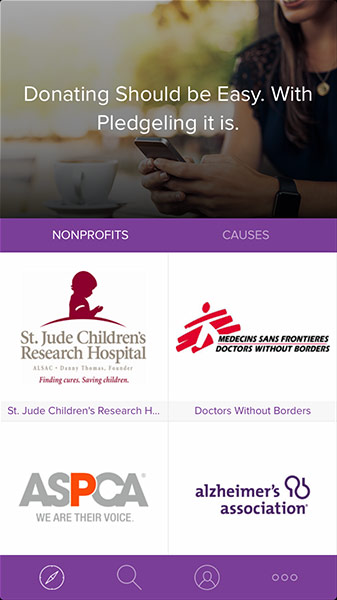 Donating Should be Easy. With
Pledgeling it is.
NONPROFITS
CAUSES
St. Jude Children's
Research Hospital
ALSAC • Danny Thomas, Founder
Finding cures. Saving children.
MEDECINS SANS FRONTIERES
DOCTORS WITHOUT BORDERS
St. Jude Children's Research H...
Doctors Without Borders
ASPCA®
WE ARE THEIR VOICE.
alzheimer's
association®